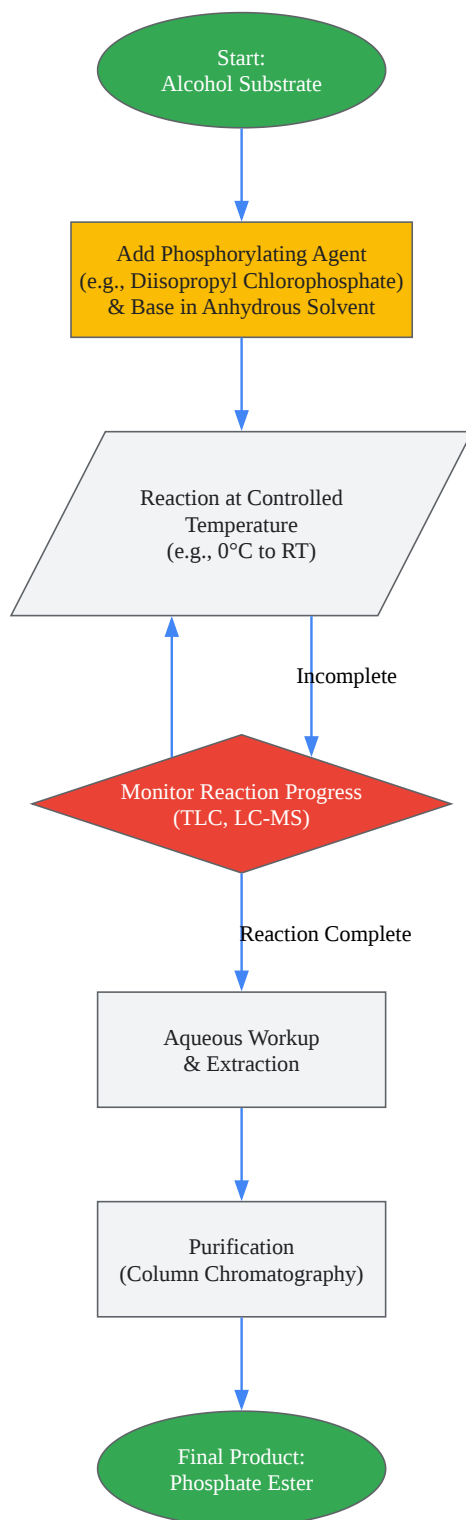 Start:
Alcohol Substrate
Add Phosphorylating Agent
(e.g., Diisopropyl Chlorophosphate)
& Base in Anhydrous Solvent
Reaction at Controlled
Temperature
(e.g., 0°C to RT)
Incomplete
Monitor Reaction Progress
(TLC, LC-MS)
Reaction Complete
Aqueous Workup
& Extraction
Purification
(Column Chromatography)
Final Product:
Phosphate Ester